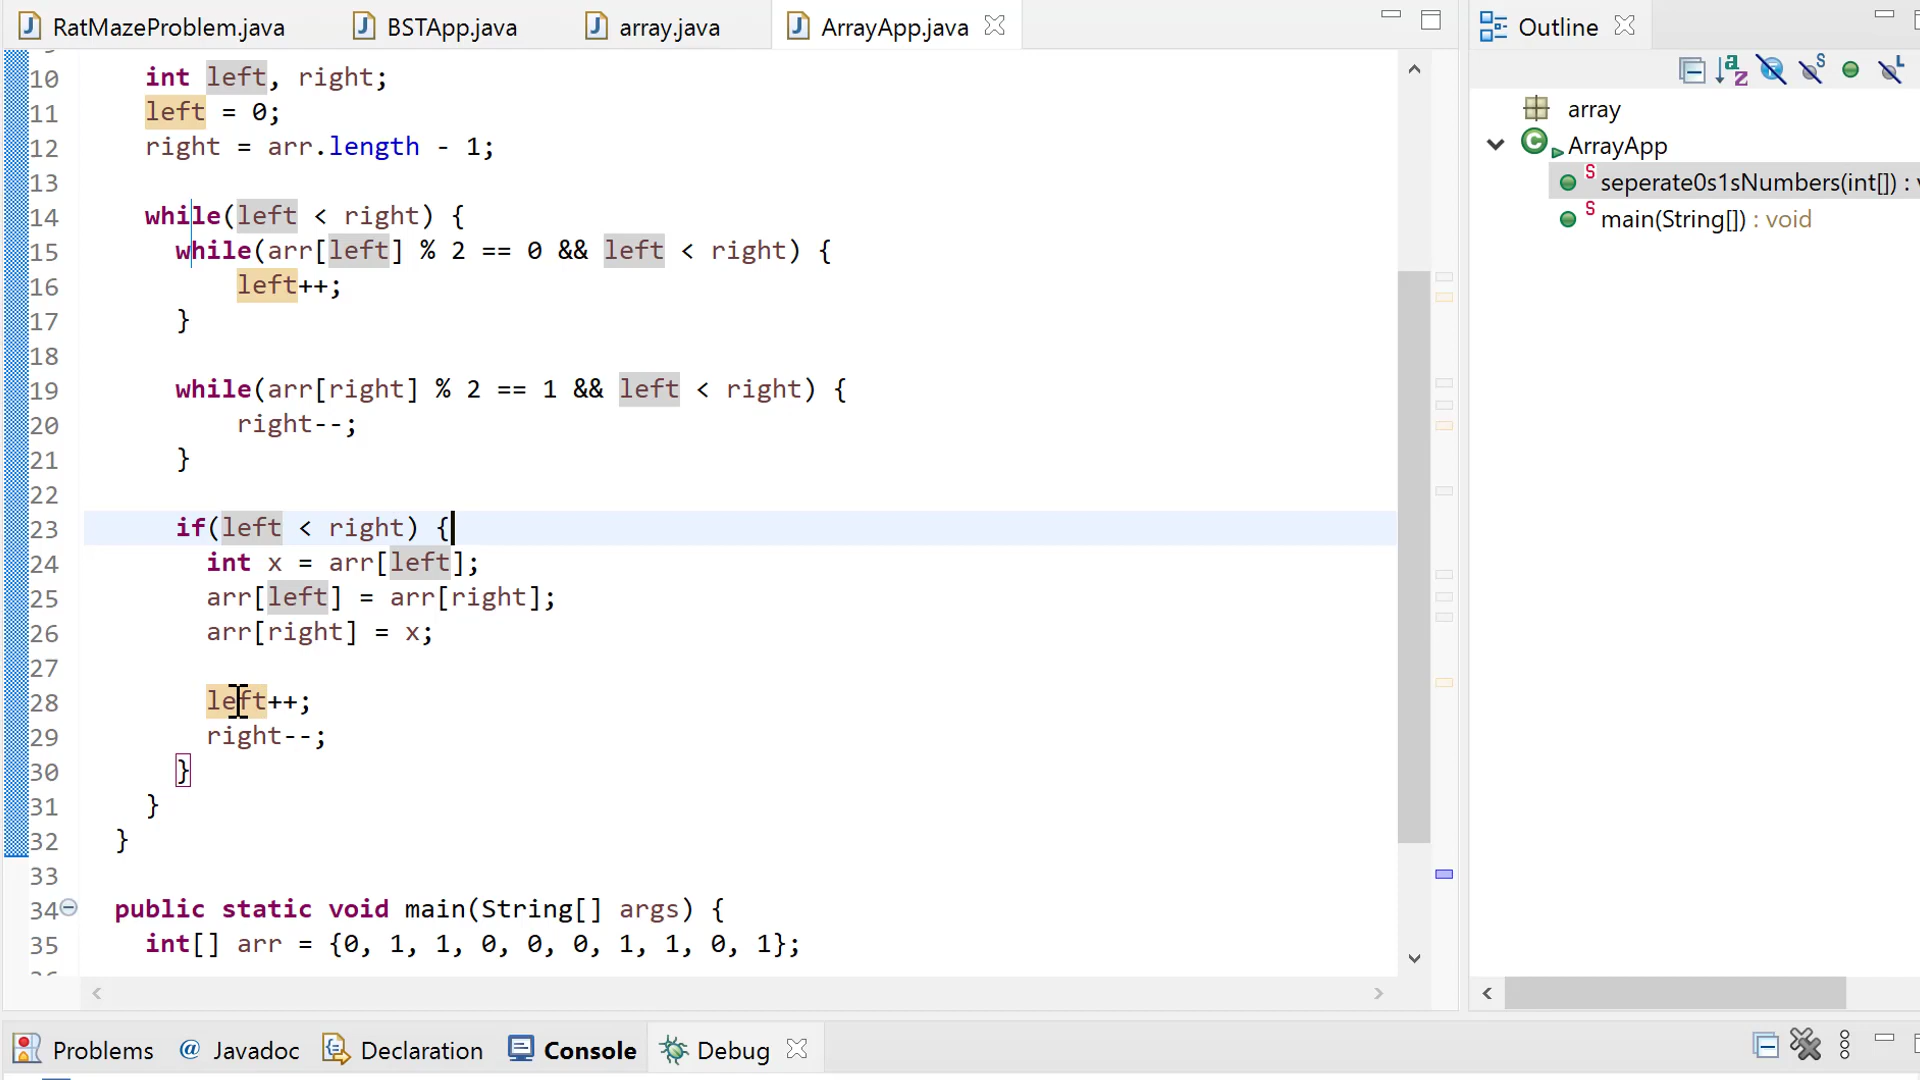 RatMazeProblem.java BSTApp.java array.java ArrayApp.java
10 int left, right;
11 left = 0;
12 right = arr.length - 1;
13
14 while(left < right) {
15 while(arr[left] % 2 == 0 && left < right) {
16 left++;
17 }
18
19 while(arr[right] % 2 == 1 && left < right) {
20 right--;
21 }
22
23 if(left < right) {
24 int x = arr[left];
25 arr[left] = arr[right];
26 arr[right] = x;
27
28 left++;
29 right--;
30 }
31 }
32 }
33
34 public static void main(String[] args) {
35 int[] arr = {0, 1, 1, 0, 0, 0, 1, 1, 0, 1};
Outline
array
ArrayApp
seperate0s1sNumbers(int[]) :
main(String[]) : void
Problems Javadoc Declaration Console Debug